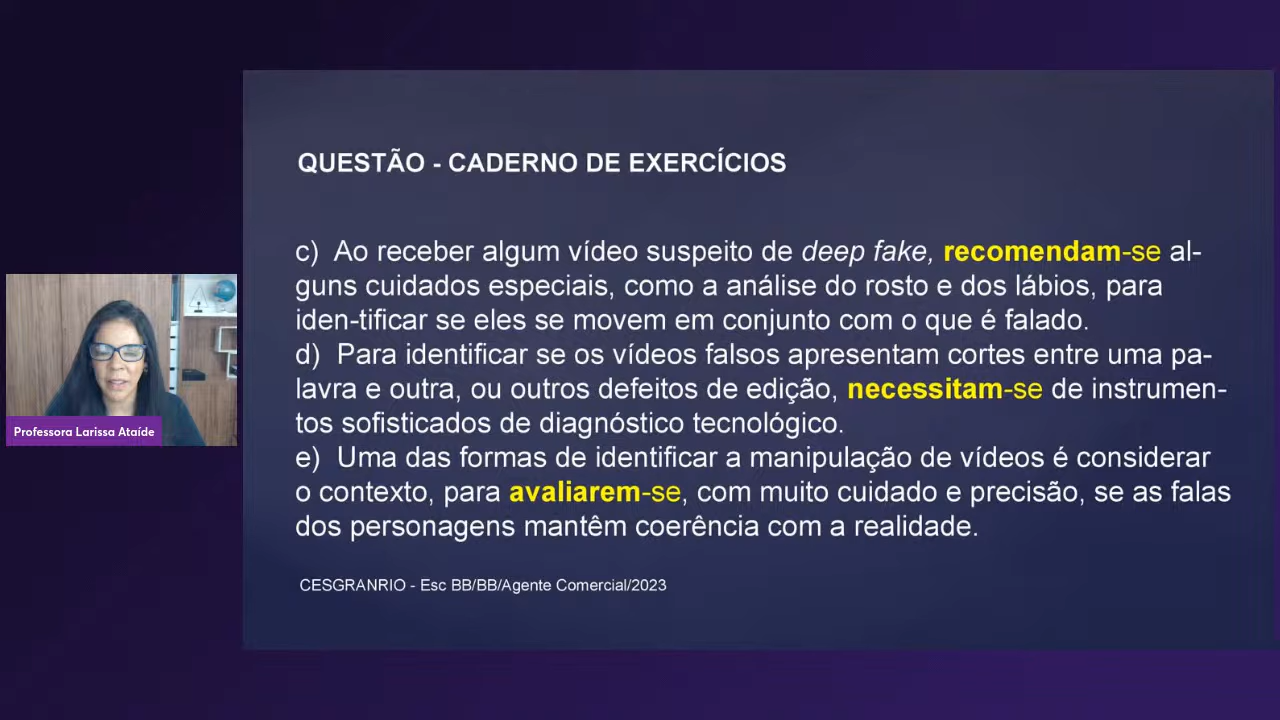 QUESTÃO - CADERNO DE EXERCÍCIOS
c) Ao receber algum vídeo suspeito de deep fake, recomendam-se al-
guns cuidados especiais, como a análise do rosto e dos lábios, para
iden-tificar se eles se movem em conjunto com o que é falado.
d) Para identificar se os vídeos falsos apresentam cortes entre uma pa-
lavra e outra, ou outros defeitos de edição, necessitam-se de instrumen-
tos sofisticados de diagnóstico tecnológico.
e) Uma das formas de identificar a manipulação de vídeos é considerar
o contexto, para avaliarem-se, com muito cuidado e precisão, se as falas
dos personagens mantêm coerência com a realidade.
CESGRANRIO - Esc BB/BB/Agente Comercial/2023
Professora Larissa Ataíde